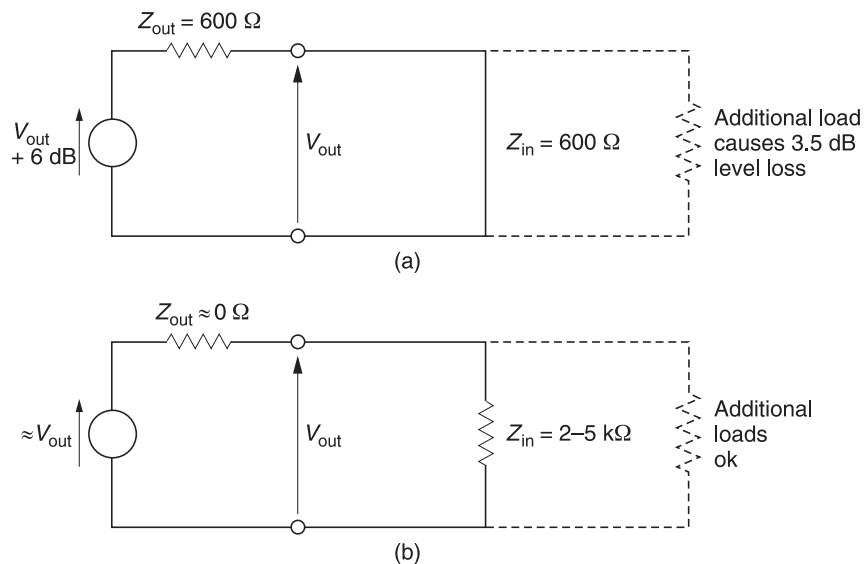 Z_out = 600 Ω
V_out
+ 6 dB
V_out
Z_in = 600 Ω
Additional load
causes 3.5 dB
level loss
(a)
Z_out ≈ 0 Ω
≈V_out
V_out
Z_in = 2–5 kΩ
Additional
loads
ok
(b)